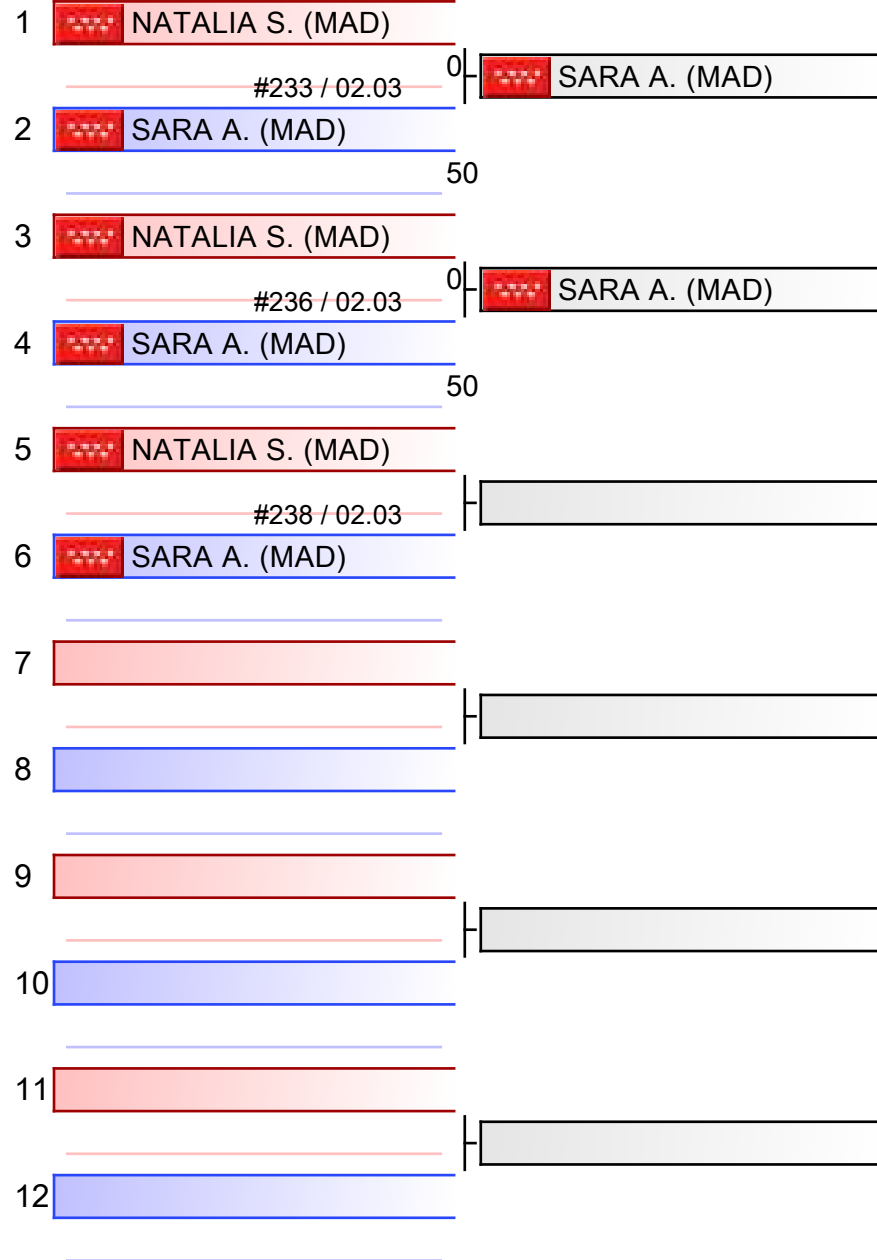 1 NATALIA S. (MAD)
0
SARA A. (MAD)
#233 / 02.03
2 SARA A. (MAD)
50
3 NATALIA S. (MAD)
0
SARA A. (MAD)
#236 / 02.03
4 SARA A. (MAD)
50
5 NATALIA S. (MAD)
#238 / 02.03
6 SARA A. (MAD)
7
8
9
10
11
12